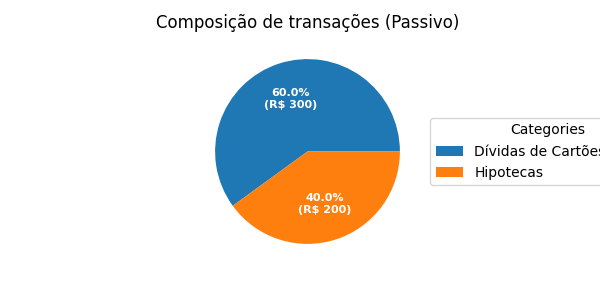 Composição de transações (Passivo)
60.0%
(R$ 300)
40.0%
(R$ 200)
Categories
Dívidas de Cartões
Hipotecas